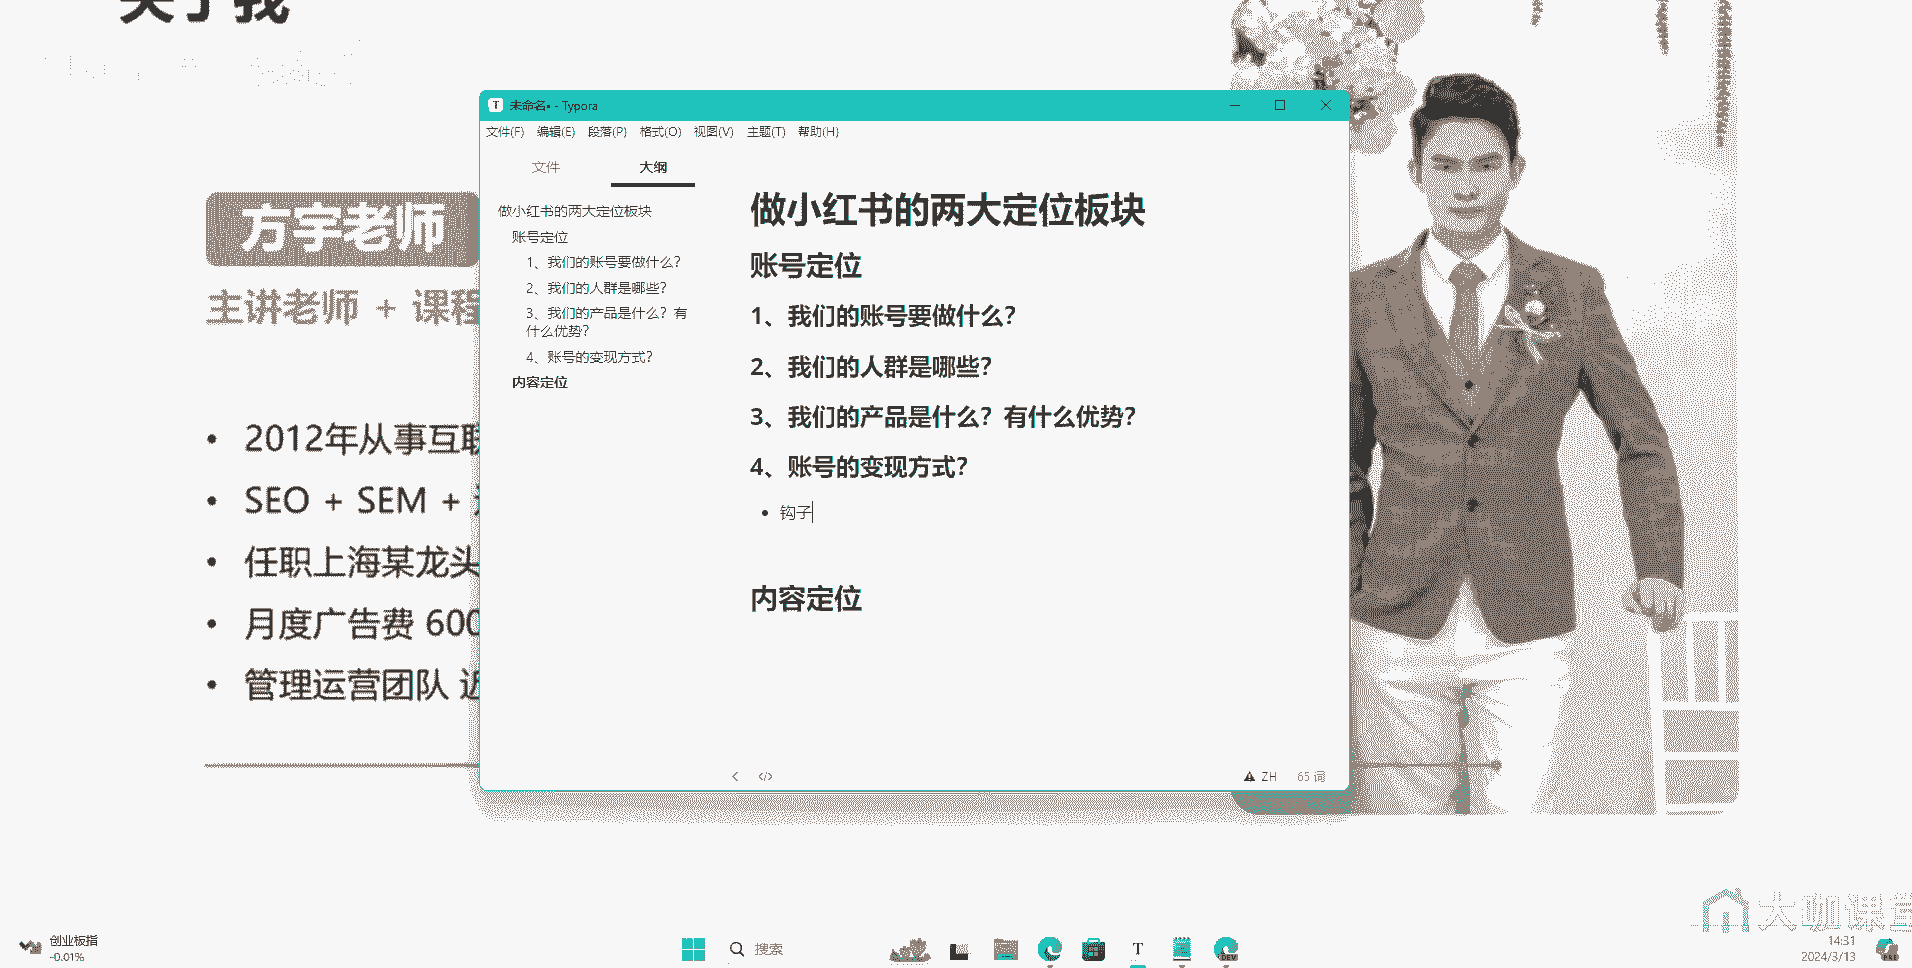 关于我
方宇老师
主讲老师 + 课程
2012年从事互联
SEO + SEM +
任职上海某龙头
月度广告费 600
管理运营团队 近
未命名• - Typora
文件(F) 编辑(E) 段落(P) 格式(O) 视图(V) 主题(T) 帮助(H)
文件 大纲
做小红书的两大定位板块
账号定位
1、我们的账号要做什么？
2、我们的人群是哪些？
3、我们的产品是什么？有
什么优势？
4、账号的变现方式？
内容定位
做小红书的两大定位板块
账号定位
1、我们的账号要做什么？
2、我们的人群是哪些？
3、我们的产品是什么？有什么优势？
4、账号的变现方式？
• 钩子
内容定位
ZH 65 词
大咖课堂
创业板指
-0.01%
搜索
T
DEV
14:31
2024/3/13
PRE